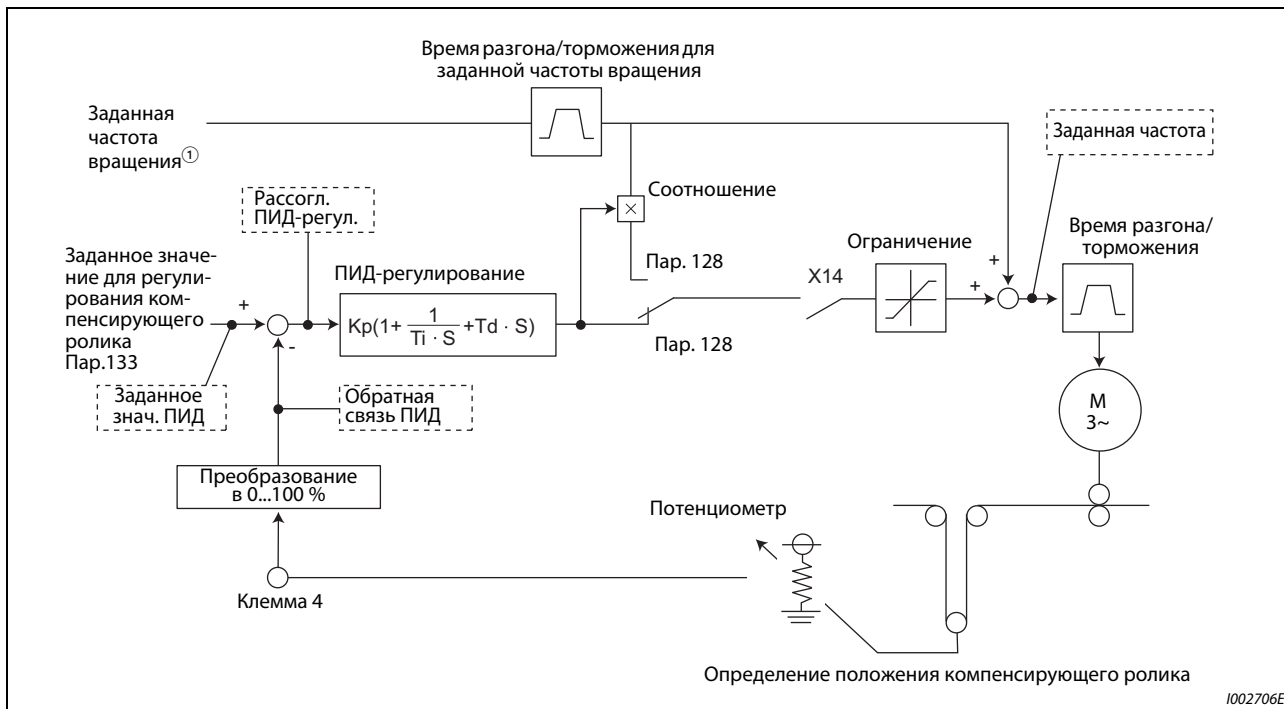 Время разгона/торможения для
заданной частоты вращения
Заданная
частота
вращения①
Заданная частота
Рассогл.
ПИД-регул.
Соотношение
×
Время разгона/
торможения
Ограничение
Заданное значе-
ние для регули-
рования ком-
пенсирующего
ролика
Пар.133
ПИД-регулирование
Пар. 128
X14
+
+
+
-
Kp(1+ 1/(Ti · S) +Td · S)
Пар. 128
Заданное
знач. ПИД
Обратная
связь ПИД
M
3~
Преобразование
в 0...100 %
Потенциометр
Клемма 4
Определение положения компенсирующего ролика
I002706E